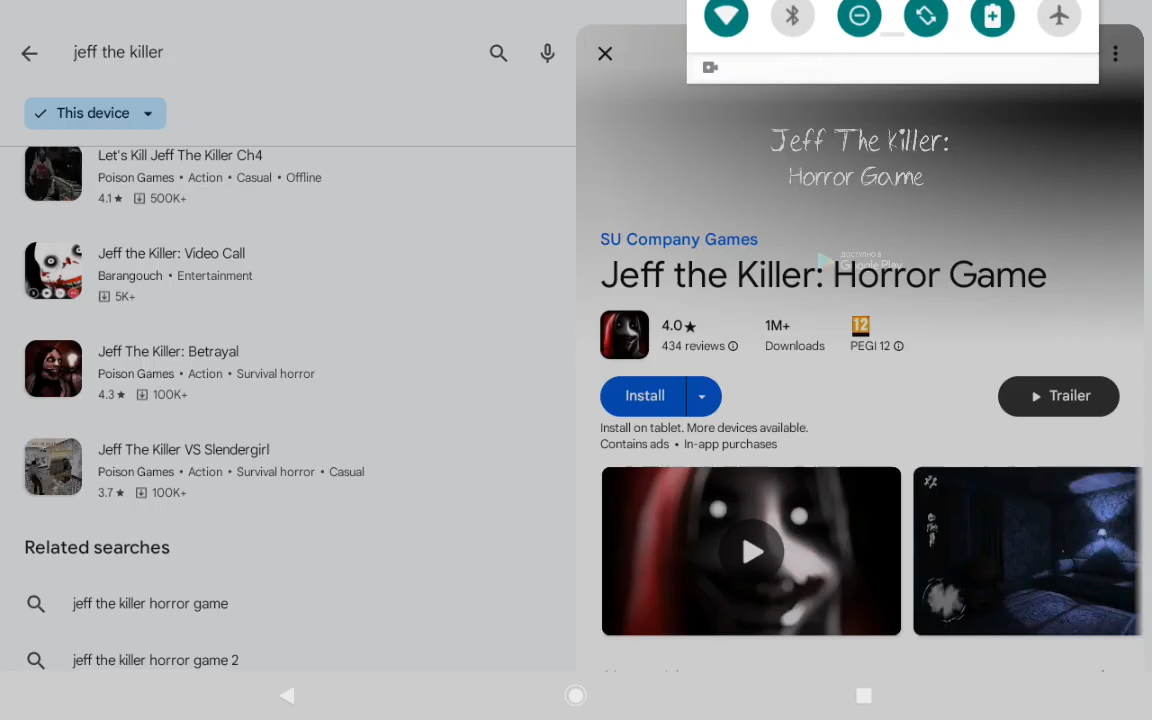 jeff the killer
This device
Let's Kill Jeff The Killer Ch4
Poison Games • Action • Casual • Offline
4.1★ 500K+
Jeff the Killer: Video Call
Barangouch • Entertainment
5K+
Jeff The Killer: Betrayal
Poison Games • Action • Survival horror
4.3★ 100K+
Jeff The Killer VS Slendergirl
Poison Games • Action • Survival horror • Casual
3.7★ 100K+
Related searches
jeff the killer horror game
jeff the killer horror game 2
Jeff The Killer:
Horror Game
SU Company Games
ДОСТУПНО В
Google Play
Jeff the Killer: Horror Game
4.0★
434 reviews
1M+
Downloads
12
PEGI 12
Install
Trailer
Install on tablet. More devices available.
Contains ads • In-app purchases